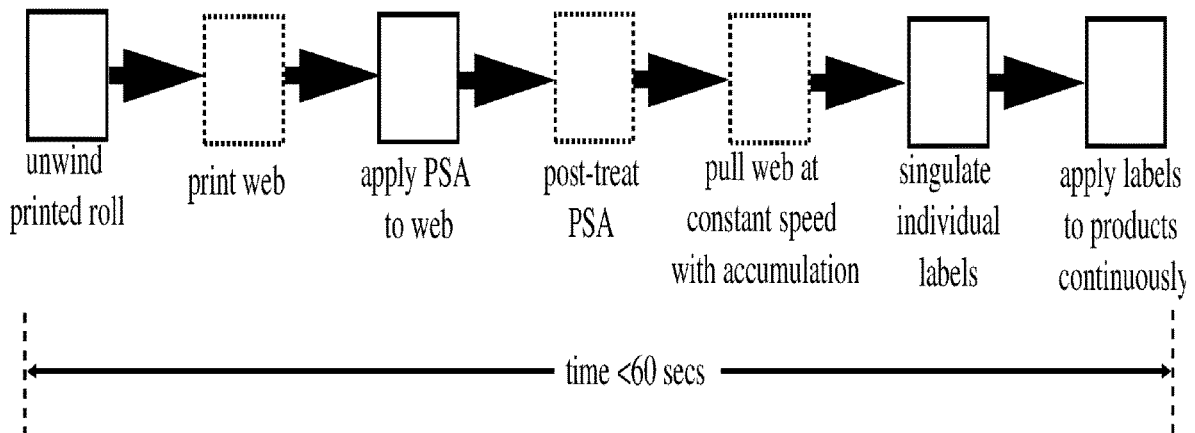 unwind
printed roll
print web
apply PSA
to web
post-treat
PSA
pull web at
constant speed
with accumulation
singulate
individual
labels
apply labels
to products
continuously
time <60 secs